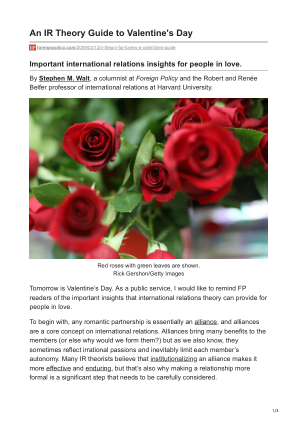 An IR Theory Guide to Valentine's Day
foreignpolicy.com/2009/02/13/ir-theory-for-lovers-a-valentines-guide
Important international relations insights for people in love.
By Stephen M. Walt, a columnist at Foreign Policy and the Robert and Renée
Belfer professor of international relations at Harvard University.
Red roses with green leaves are shown.
Rick Gershon/Getty Images
Tomorrow is Valentine's Day. As a public service, I would like to remind FP
readers of the important insights that international relations theory can provide for
people in love.
To begin with, any romantic partnership is essentially an alliance, and alliances
are a core concept on international relations. Alliances bring many benefits to the
members (or else why would we form them?) but as we also know, they
sometimes reflect irrational passions and inevitably limit each member's
autonomy. Many IR theorists believe that institutionalizing an alliance makes it
more effective and enduring, but that's also why making a relationship more
formal is a significant step that needs to be carefully considered.
1/3